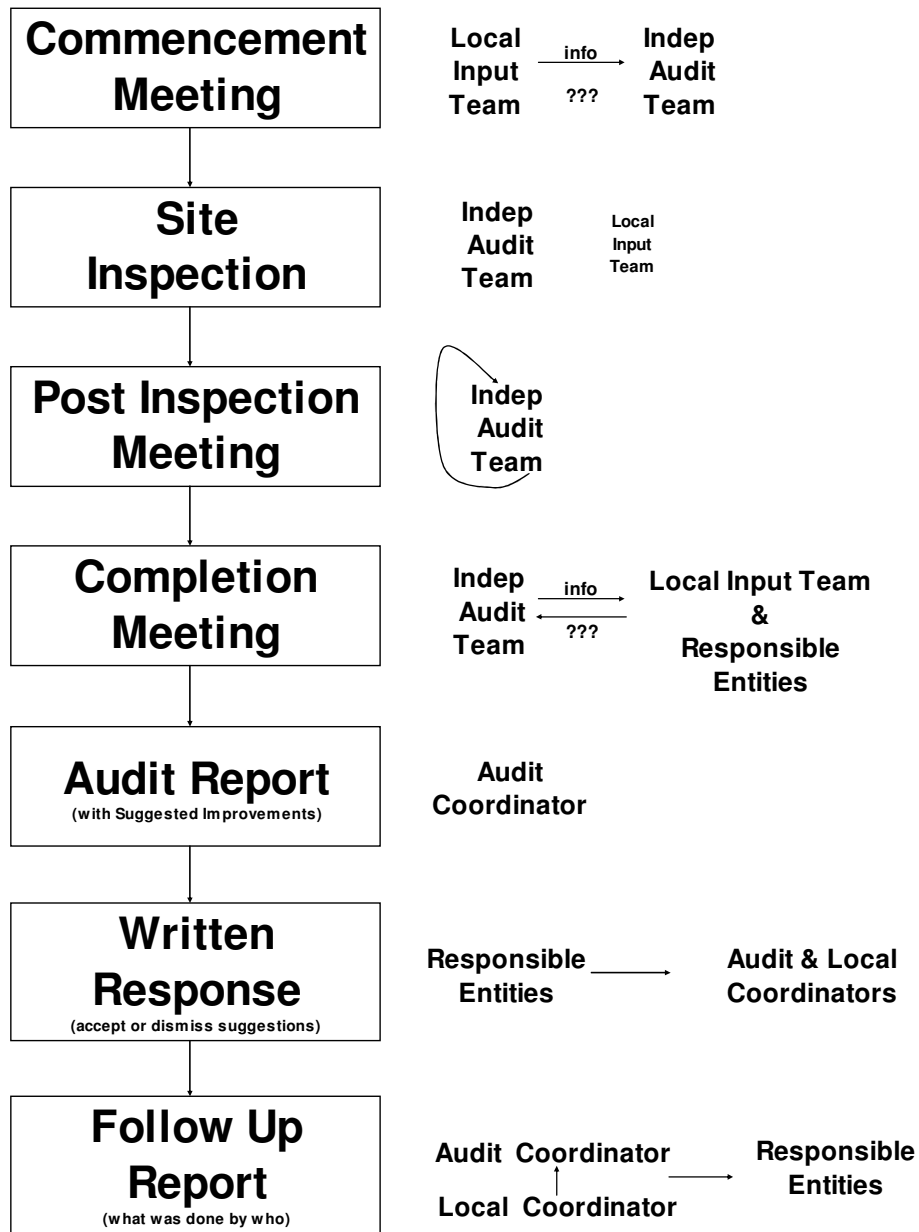 Commencement
Meeting
Local
Input
Team
info
???
Indep
Audit
Team
Site
Inspection
Indep
Audit
Team
Local
Input
Team
Post Inspection
Meeting
Indep
Audit
Team
Completion
Meeting
Indep
Audit
Team
info
???
Local Input Team
&
Responsible
Entities
Audit Report
(with Suggested Improvements)
Audit
Coordinator
Written
Response
(accept or dismiss suggestions)
Responsible
Entities
Audit & Local
Coordinators
Follow Up
Report
(what was done by who)
Audit Coordinator
Local Coordinator
Responsible
Entities